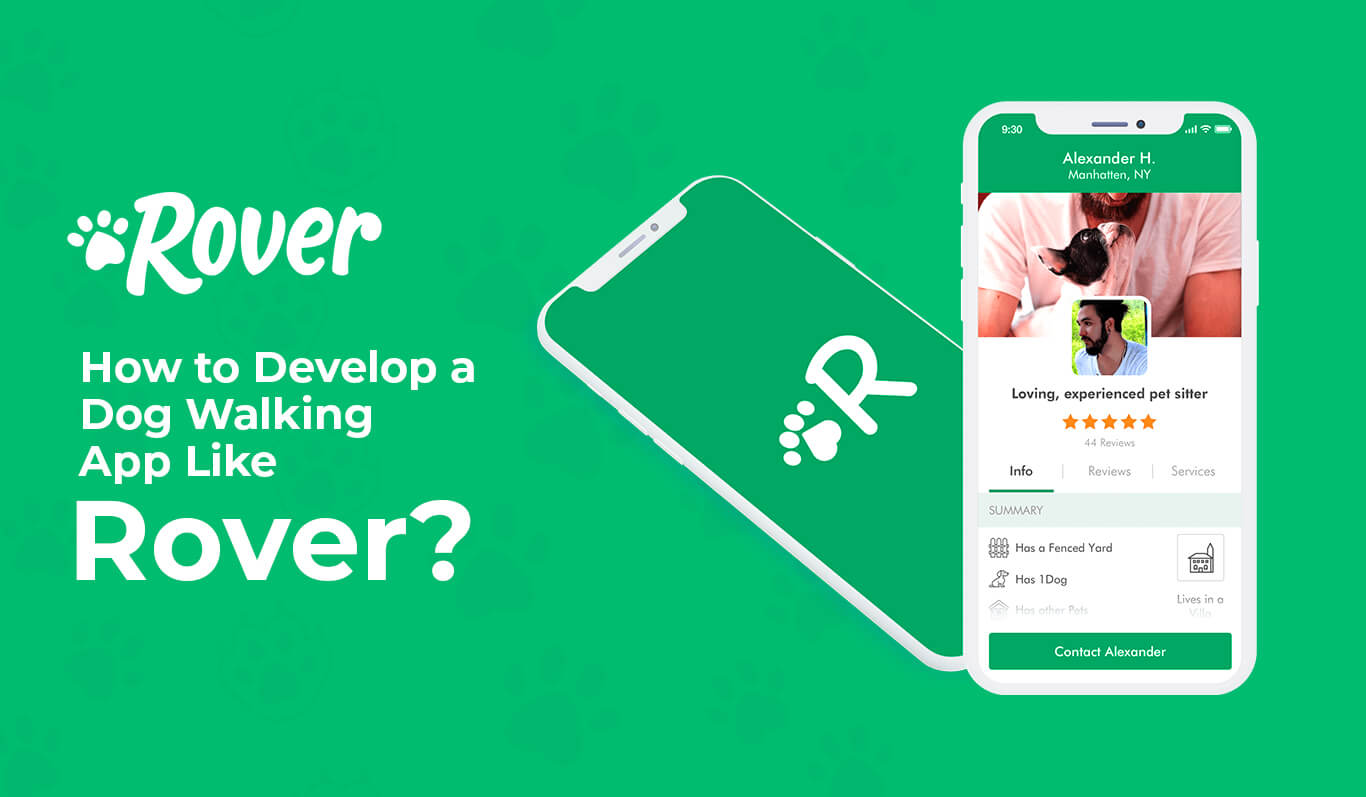 Rover
How to Develop a
Dog Walking
App Like
Rover?
R
9:30
Alexander H.
Manhatten, NY
Loving, experienced pet sitter
44 Reviews
Info | Reviews | Services
SUMMARY
Has a Fenced Yard
Has 1Dog
Has other Pets
Lives in a
Villa
Contact Alexander